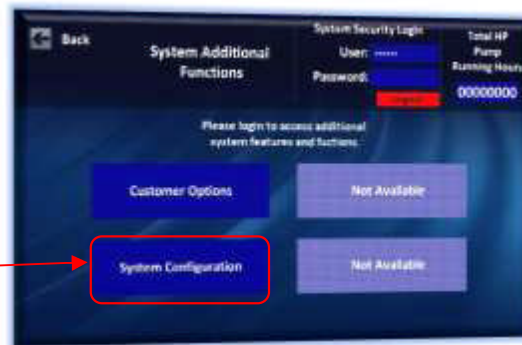 Back
System Additional
Functions
System Security Login
User: ******
Password:
Logout
Total HP
Pump
Running Hours
00000000
Please login to access additional
system features and fuctions.
Customer Options
Not Available
System Configuration
Not Available